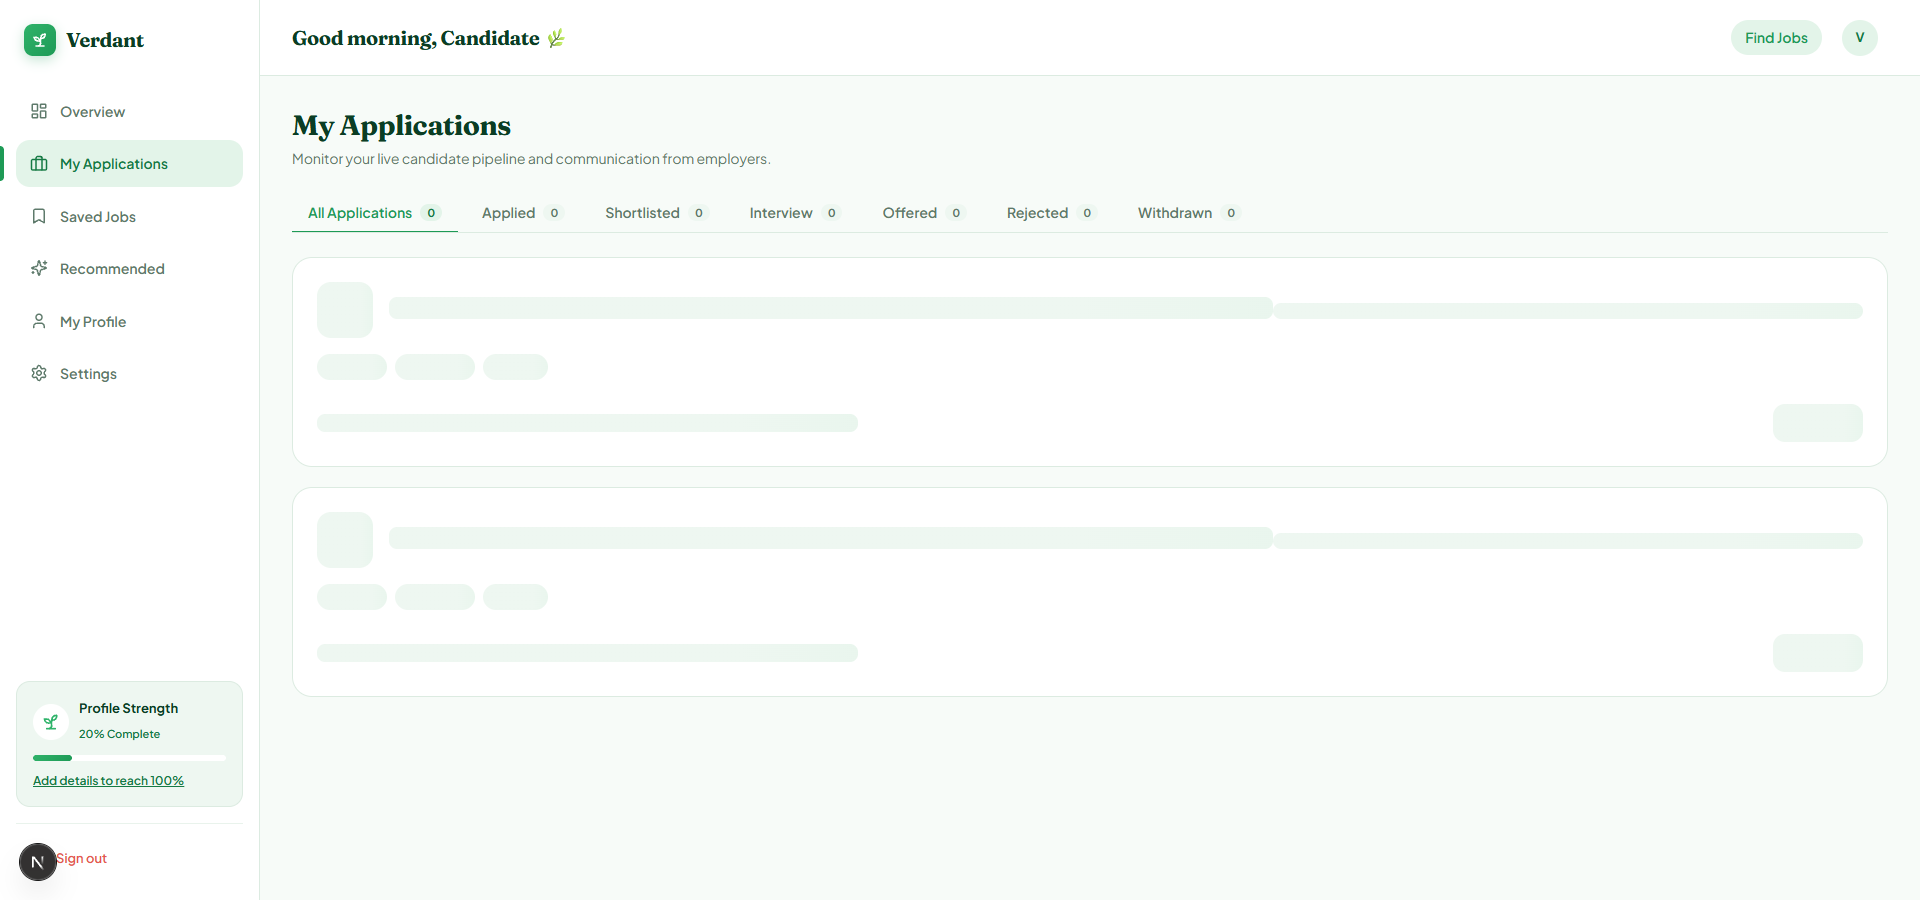 Verdant
Overview
My Applications
Saved Jobs
Recommended
My Profile
Settings
Profile Strength
20% Complete
Add details to reach 100%
N
Sign out
Good morning, Candidate 🌿
Find Jobs
V
My Applications
Monitor your live candidate pipeline and communication from employers.
All Applications 0 Applied 0 Shortlisted 0 Interview 0 Offered 0 Rejected 0 Withdrawn 0